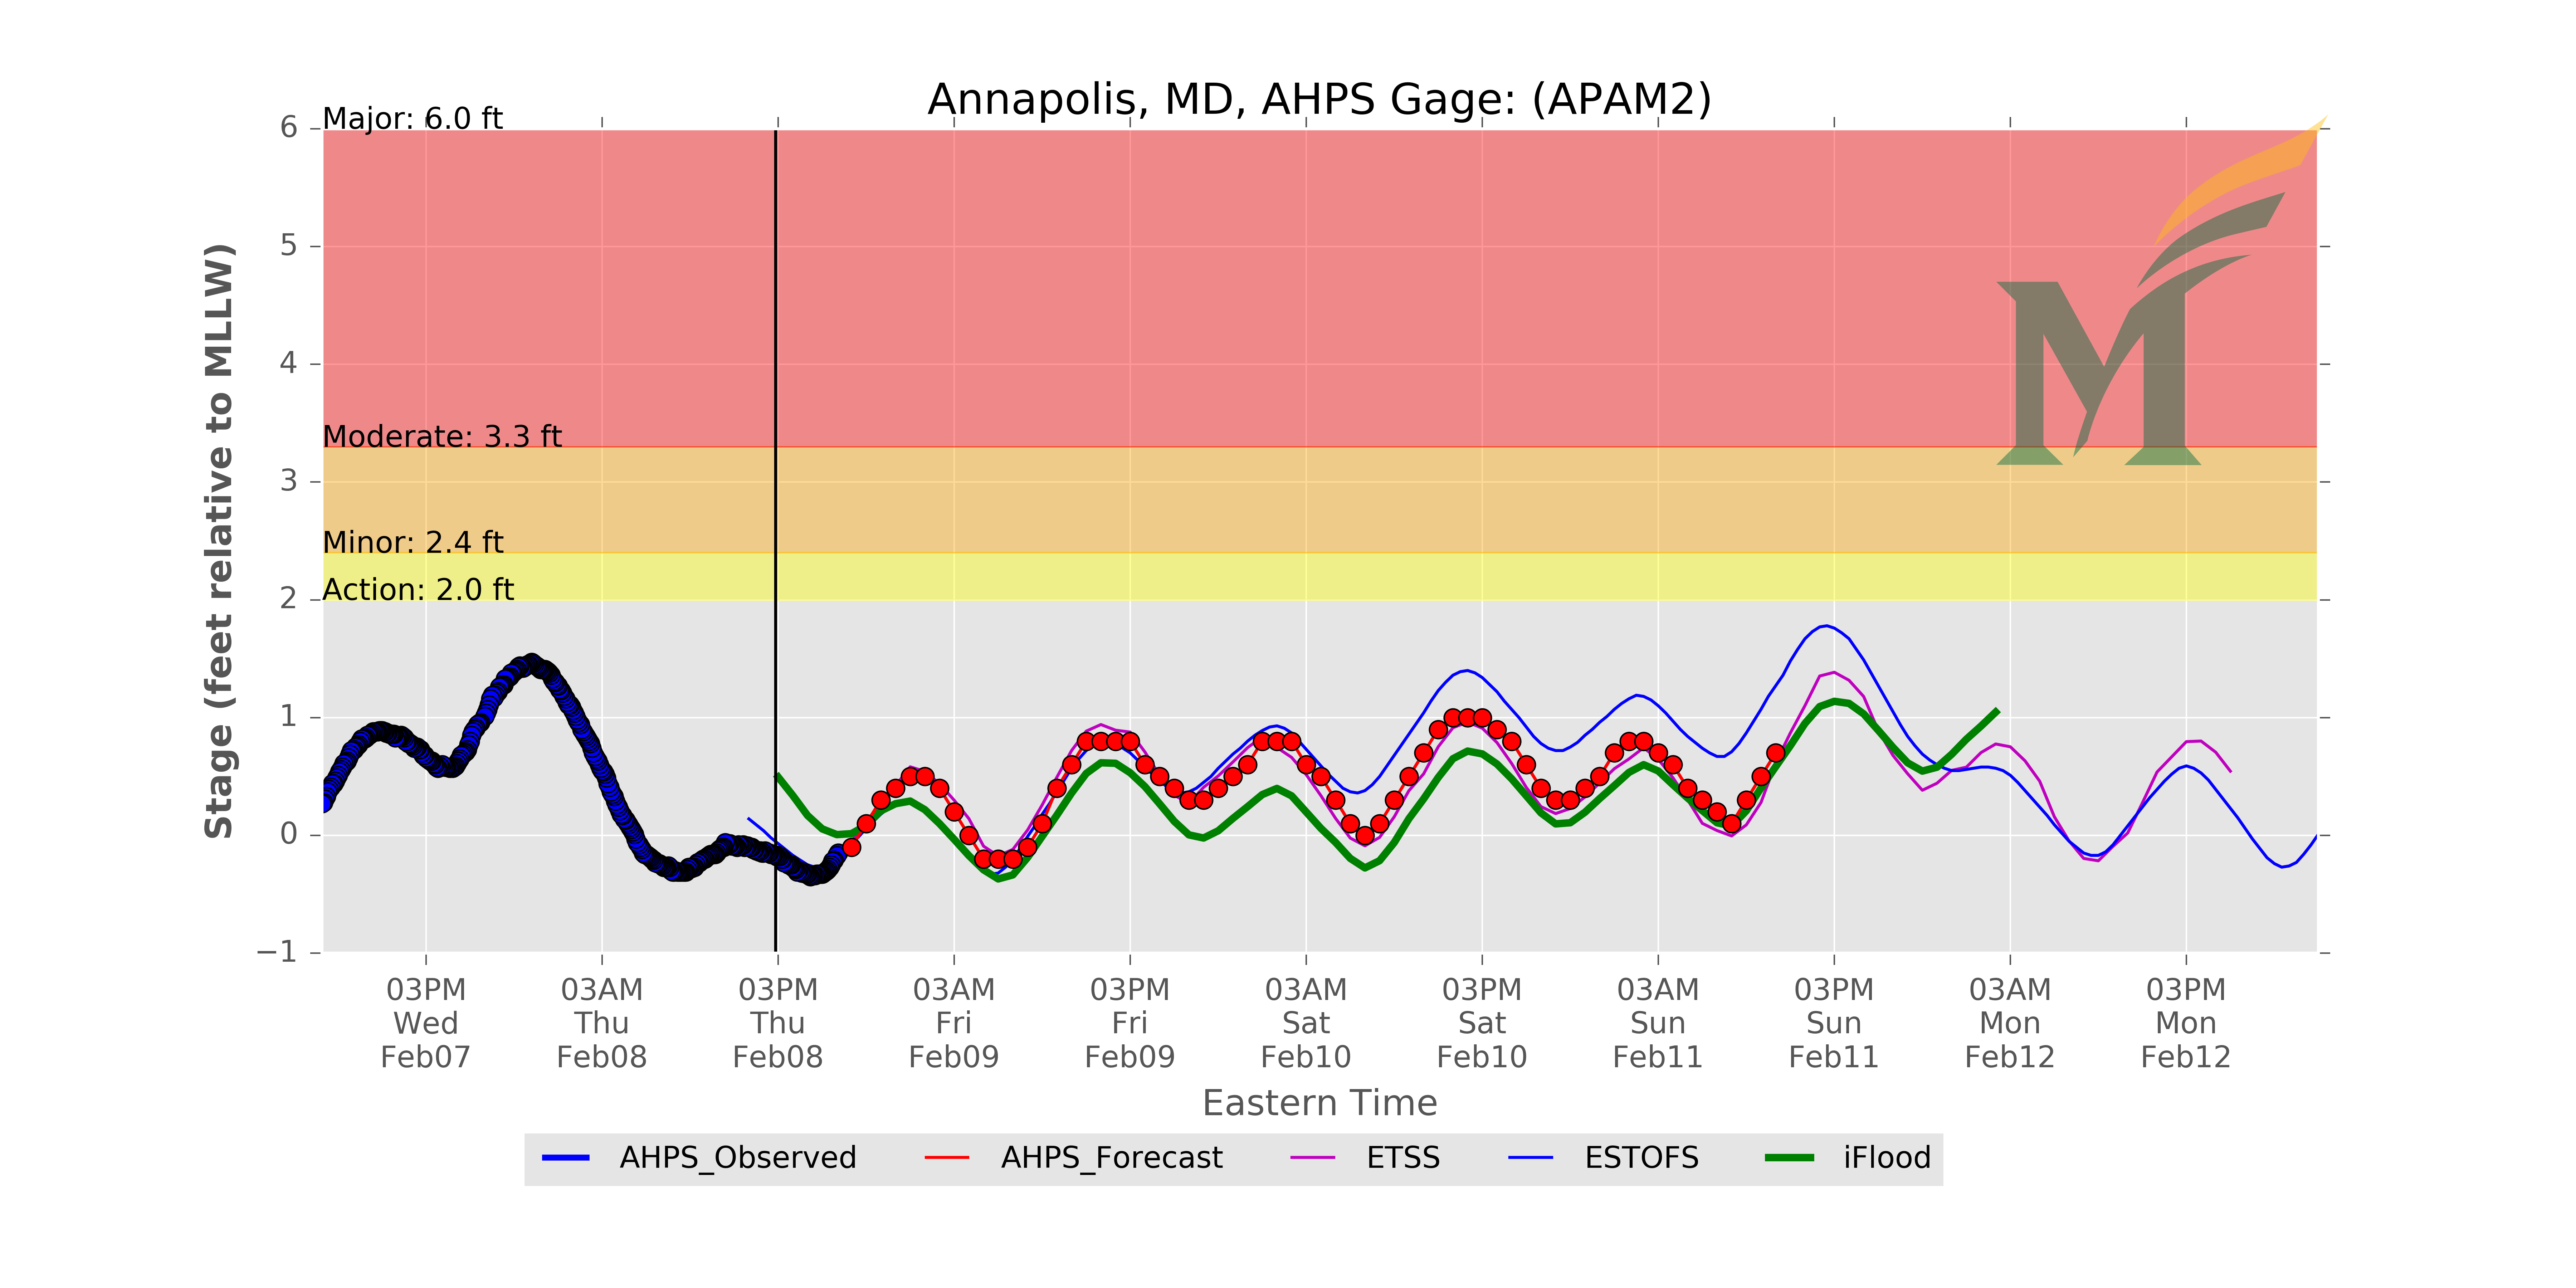 Annapolis, MD, AHPS Gage: (APAM2)
Major: 6.0 ft
Moderate: 3.3 ft
Minor: 2.4 ft
Action: 2.0 ft
Stage (feet relative to MLLW)
6
5
4
3
2
1
0
−1
03PM 03AM 03PM 03AM 03PM 03AM 03PM 03AM 03PM 03AM 03PM
Wed Thu Thu Fri Fri Sat Sat Sun Sun Mon Mon
Feb07 Feb08 Feb08 Feb09 Feb09 Feb10 Feb10 Feb11 Feb11 Feb12 Feb12
Eastern Time
AHPS_Observed AHPS_Forecast ETSS ESTOFS iFlood
M